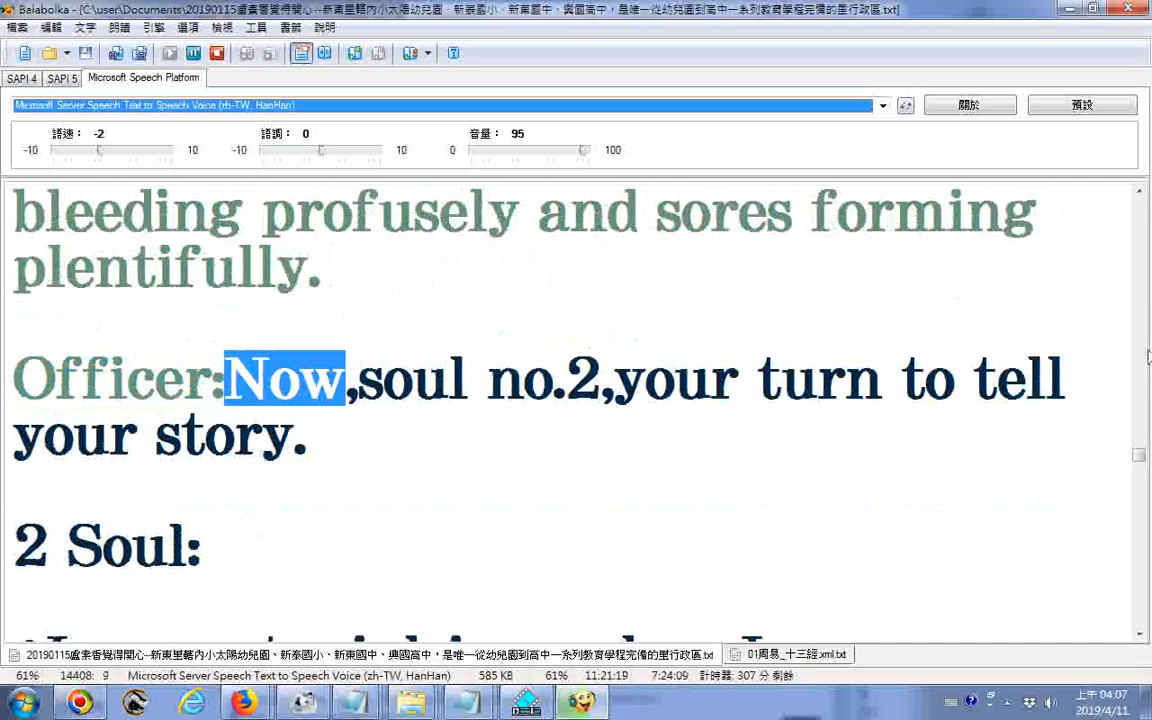 Balabolka - [C:\user\Documents\20190115盧素香覺得開心--新東里轄內小太陽幼兒園、新泰國小、新東國中、興國高中，是唯一從幼兒園到高中一系列教育學程完備的里行政區.txt]
檔案 編輯 文字 朗讀 引擎 選項 檢視 工具 書籤 說明
SAPI 4 SAPI 5 Microsoft Speech Platform
Microsoft Server Speech Text to Speech Voice (zh-TW, HanHan) 關於 預設
語速： -2 語調： 0 音量： 95
-10 10 -10 10 0 100
bleeding profusely and sores forming
plentifully.
Officer:Now,soul no.2,your turn to tell
your story.
2 Soul:
20190115盧素香覺得開心--新東里轄內小太陽幼兒園、新泰國小、新東國中、興國高中，是唯一從幼兒園到高中一系列教育學程完備的里行政區.txt 01周易_十三經.xml.txt
61% 14408: 9 Microsoft Server Speech Text to Speech Voice (zh-TW, HanHan) 585 KB 61% 11:21:19 7:24:09 計時器: 307 分 剩餘
上午 04:07
2019/4/11